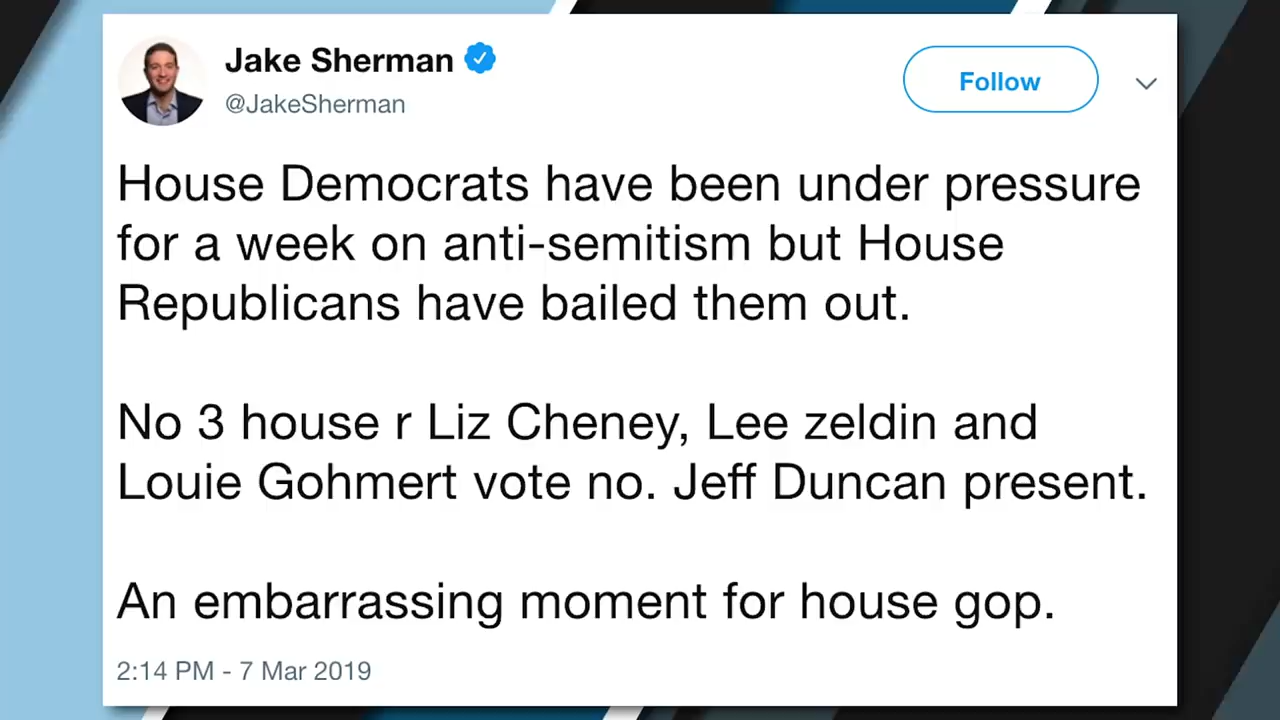 Jake Sherman
Follow
@JakeSherman
House Democrats have been under pressure
for a week on anti-semitism but House
Republicans have bailed them out.
No 3 house r Liz Cheney, Lee zeldin and
Louie Gohmert vote no. Jeff Duncan present.
An embarrassing moment for house gop.
2:14 PM - 7 Mar 2019